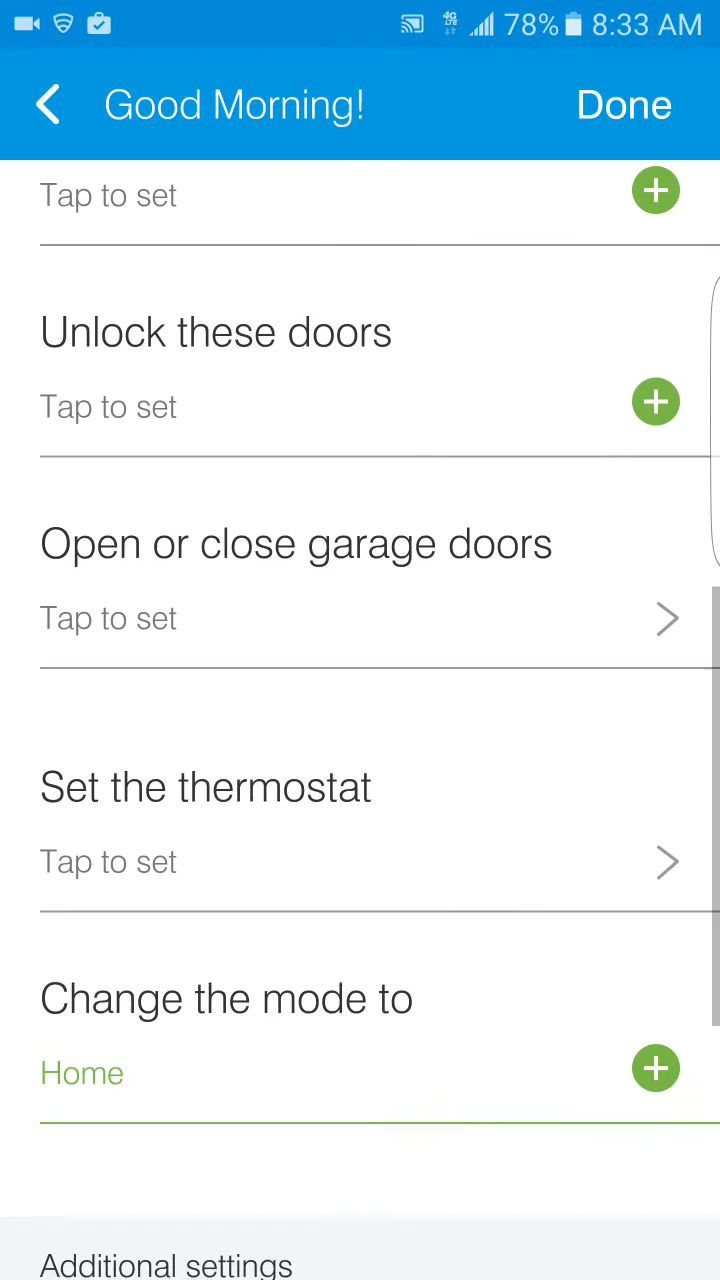 78% 8:33 AM
Good Morning!
Done
Tap to set
Unlock these doors
Tap to set
Open or close garage doors
Tap to set
Set the thermostat
Tap to set
Change the mode to
Home
Additional settings